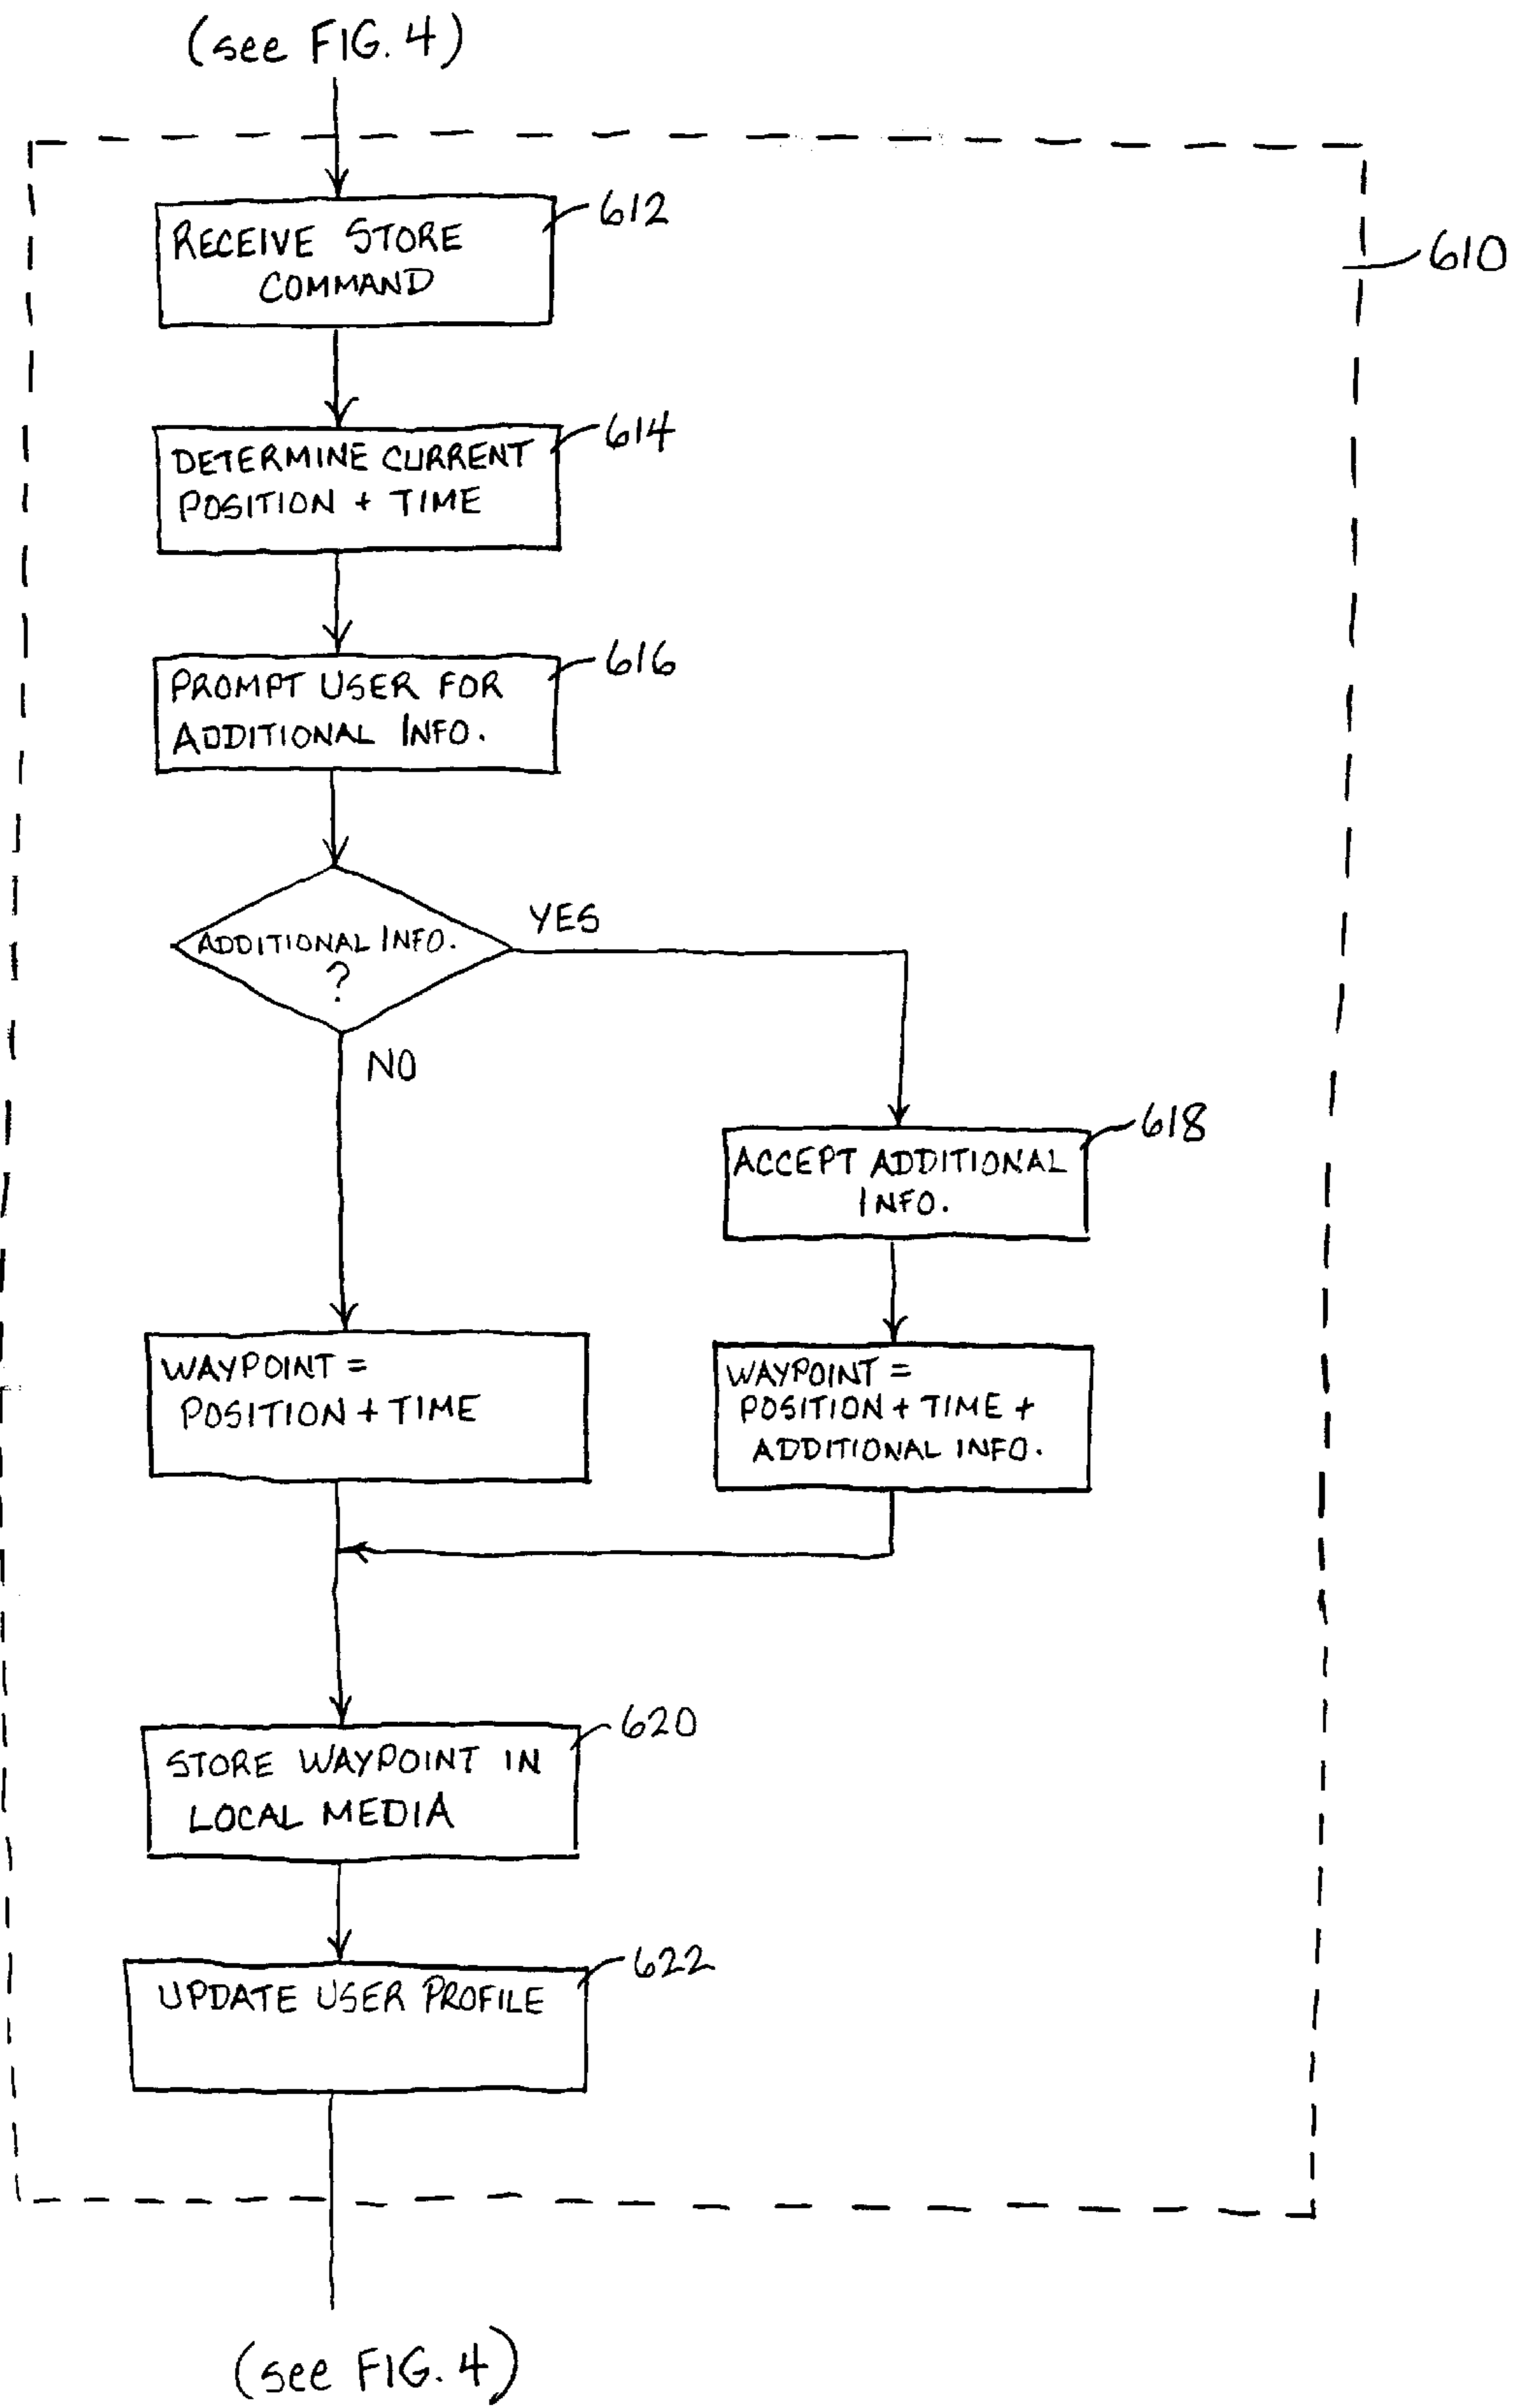 (see FIG. 4)
612
RECEIVE STORE
COMMAND
610
614
DETERMINE CURRENT
POSITION + TIME
616
PROMPT USER FOR
ADDITIONAL INFO.
YES
ADDITIONAL INFO.
?
NO
618
ACCEPT ADDITIONAL
INFO.
WAYPOINT =
POSITION + TIME
WAYPOINT =
POSITION + TIME +
ADDITIONAL INFO.
620
STORE WAYPOINT IN
LOCAL MEDIA
622
UPDATE USER PROFILE
(see FIG. 4)